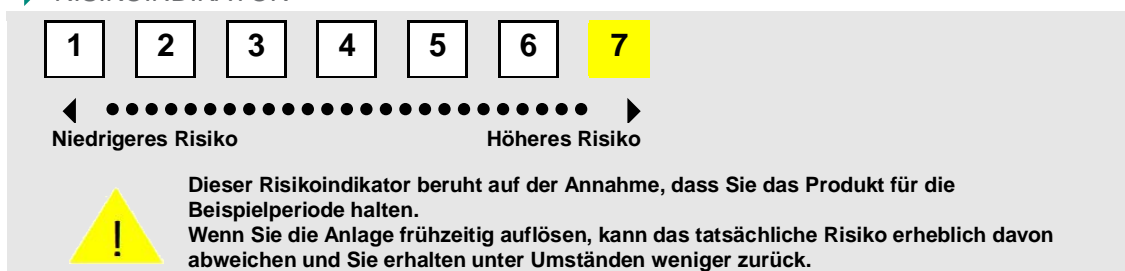 RISIKOINDIKATOR
1 2 3 4 5 6 7
Niedrigeres Risiko Höheres Risiko
Dieser Risikoindikator beruht auf der Annahme, dass Sie das Produkt für die
Beispielperiode halten.
! Wenn Sie die Anlage frühzeitig auflösen, kann das tatsächliche Risiko erheblich davon
abweichen und Sie erhalten unter Umständen weniger zurück.